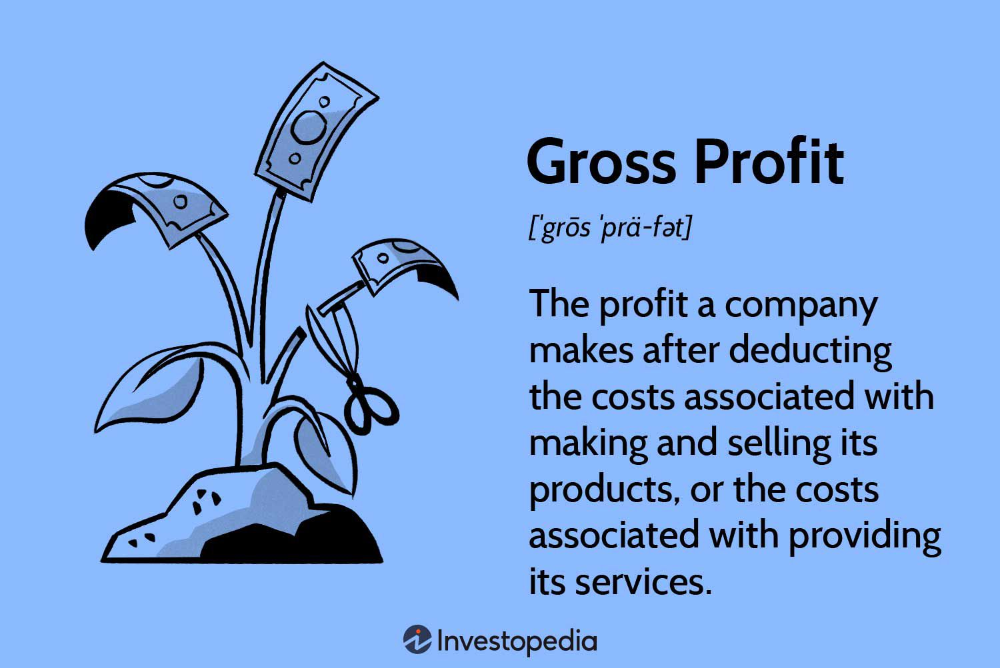 Gross Profit
[ˈgrōs ˈprä-fət]
The profit a company
makes after deducting
the costs associated with
making and selling its
products, or the costs
associated with providing
its services.
Investopedia